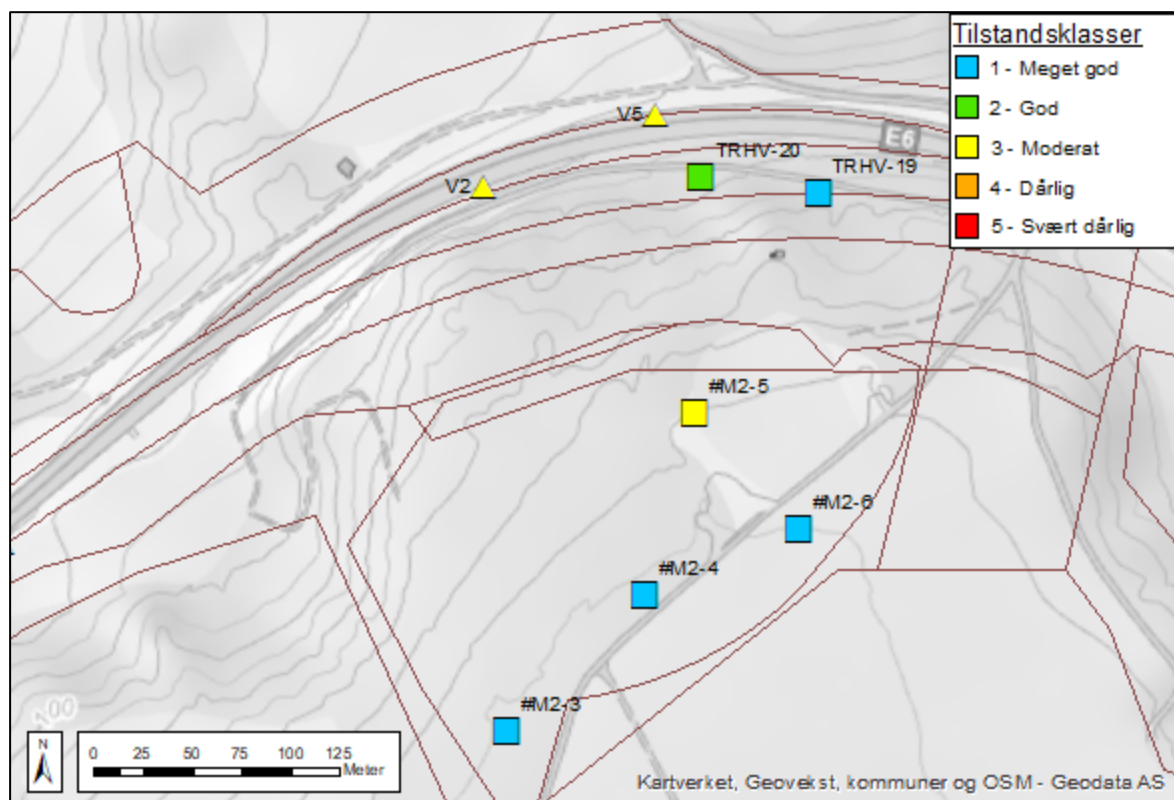 Tilstandsklasser
1 - Meget god
2 - God
3 - Moderat
4 - Dårlig
5 - Svært dårlig
V5
E6
TRHV-20
TRHV-19
V2
#M2-5
#M2-6
#M2-4
#M2-3
100
N
0 25 50 75 100 125
Meter
Kartverket, Geovekst, kommuner og OSM - Geodata AS